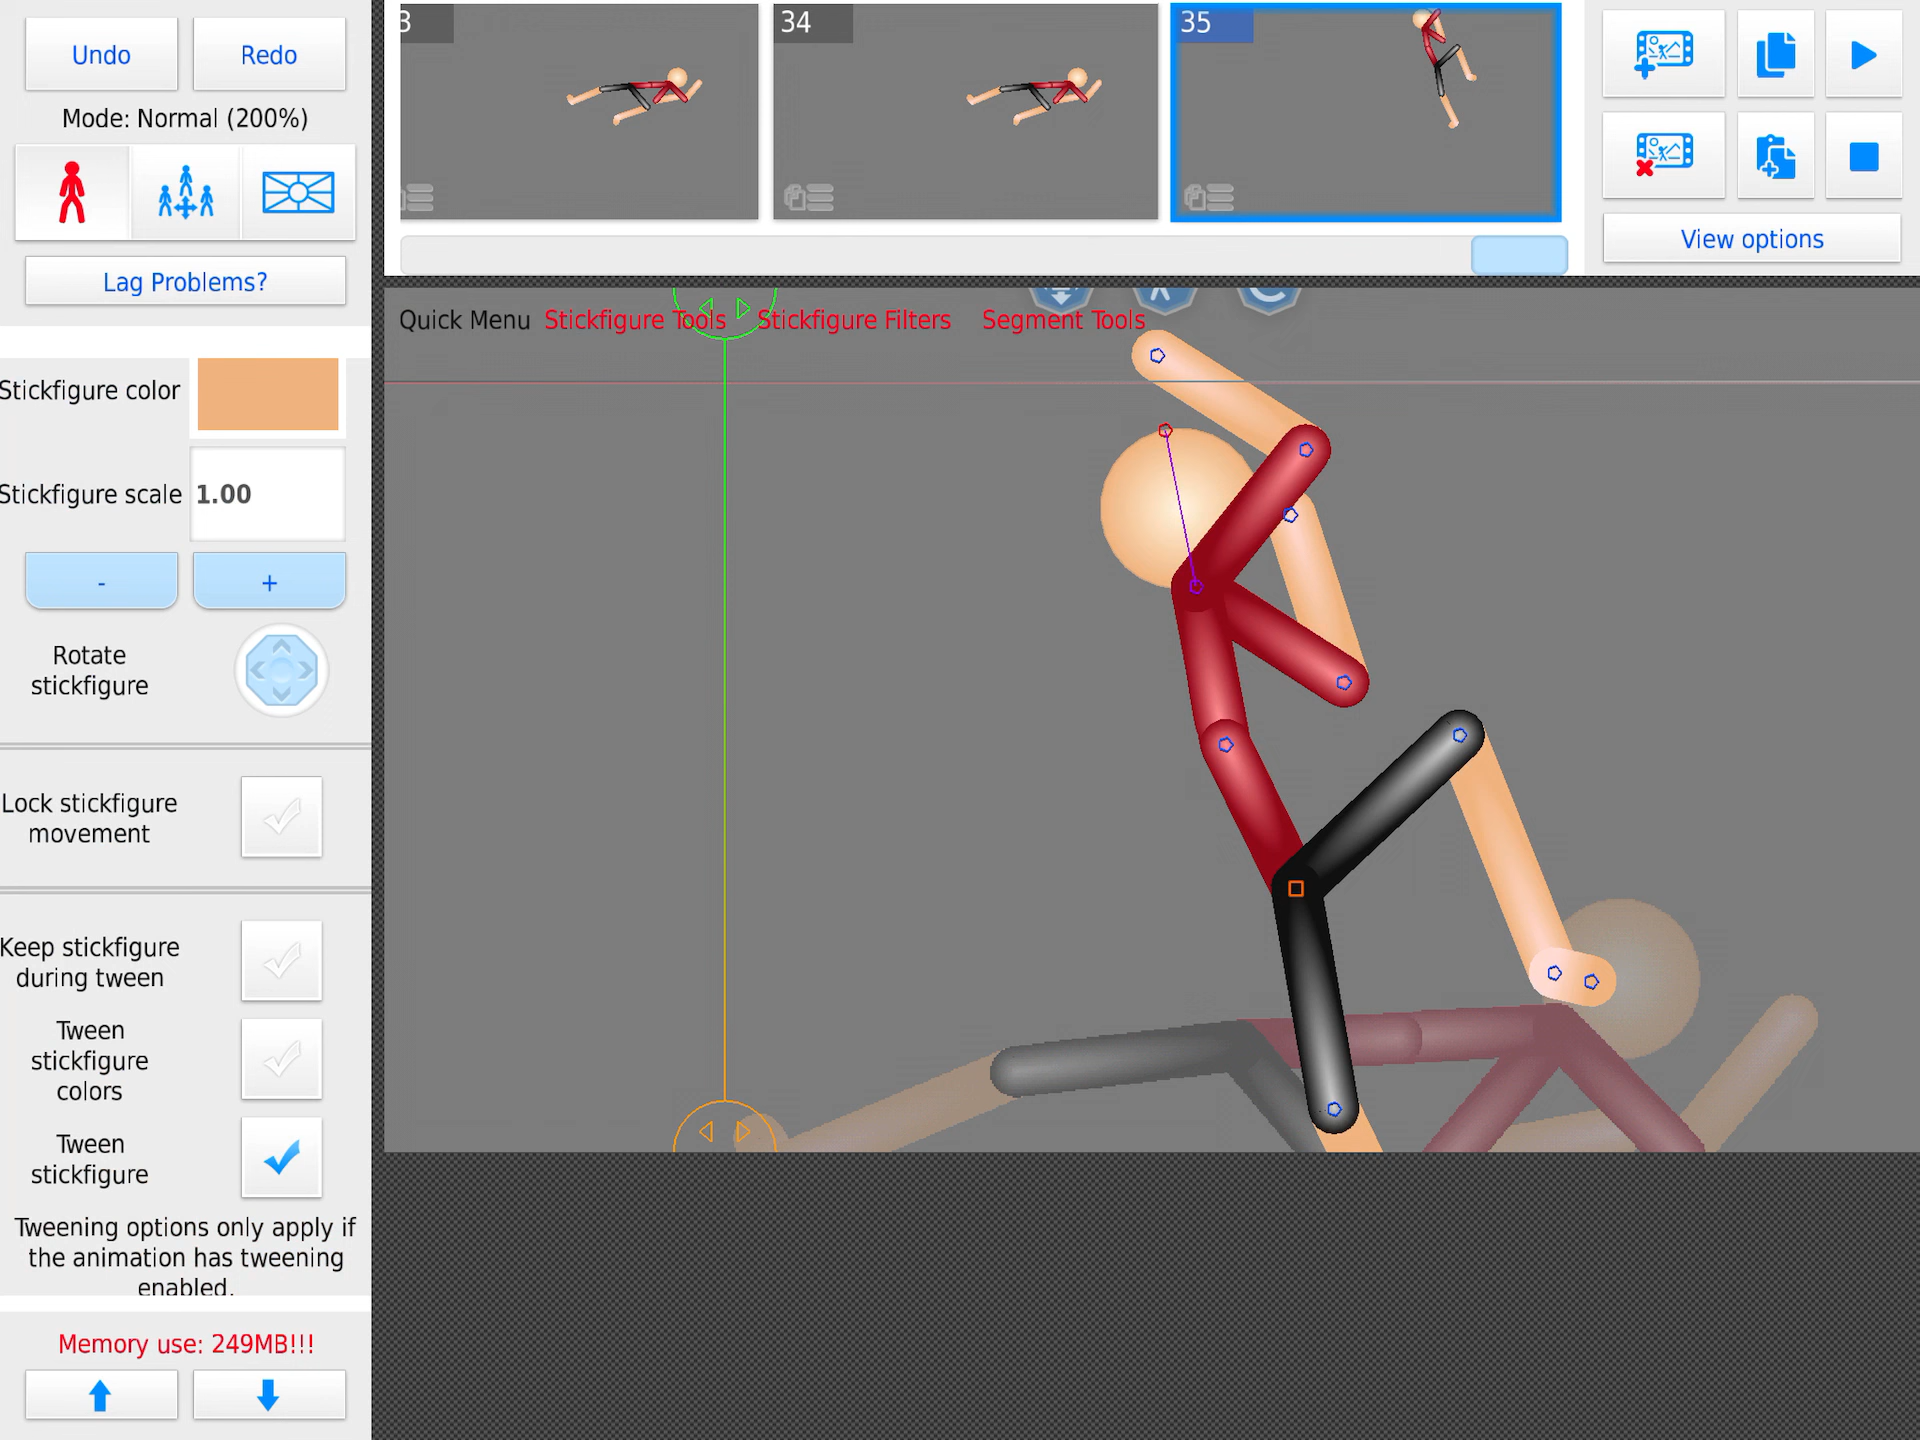 Undo
Redo
Mode: Normal (200%)
Lag Problems?
Stickfigure color
Stickfigure scale
1.00
-
+
Rotate
stickfigure
Lock stickfigure
movement
Keep stickfigure
during tween
Tween
stickfigure
colors
Tween
stickfigure
Tweening options only apply if
the animation has tweening
enabled.
Memory use: 249MB!!!
3
34
35
View options
Quick Menu
Stickfigure Tools
Stickfigure Filters
Segment Tools